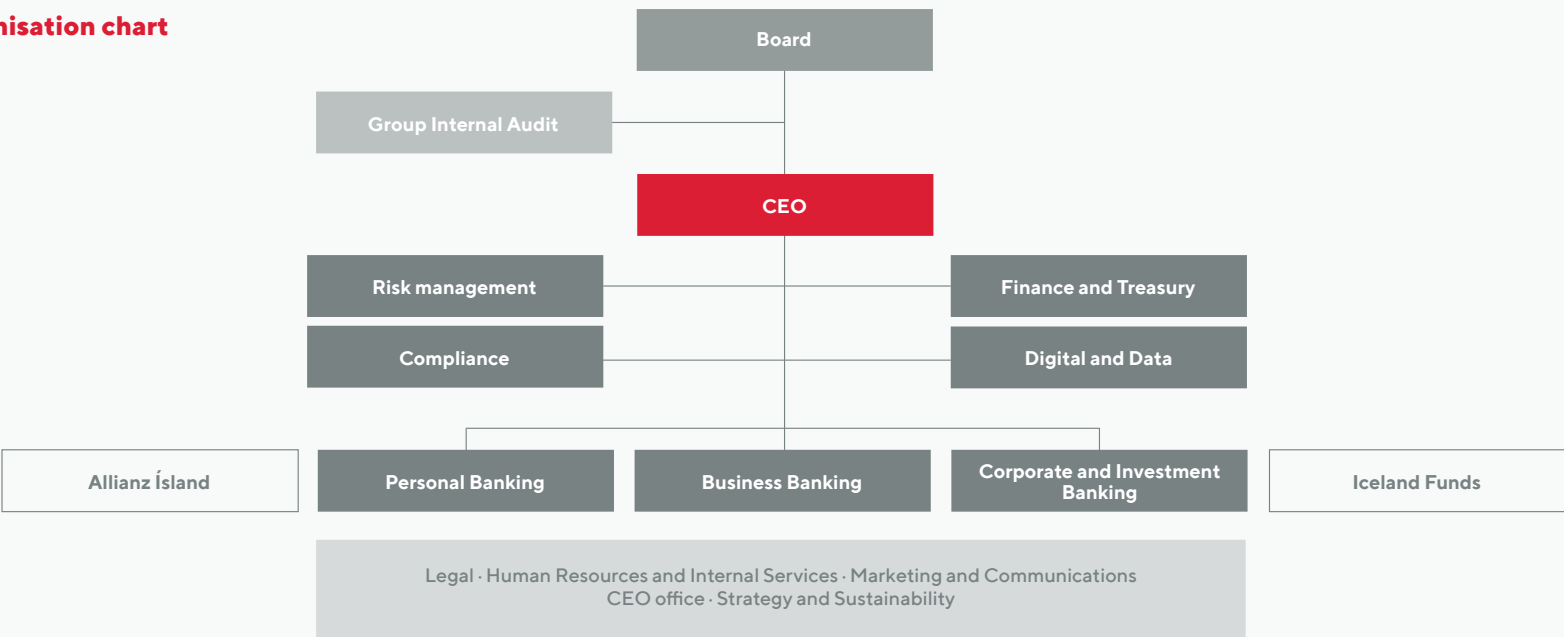 nisation chart
Board
Group Internal Audit
CEO
Risk management
Finance and Treasury
Compliance
Digital and Data
Allianz Ísland
Personal Banking
Business Banking
Corporate and Investment
Banking
Iceland Funds
Legal · Human Resources and Internal Services · Marketing and Communications
CEO office · Strategy and Sustainability